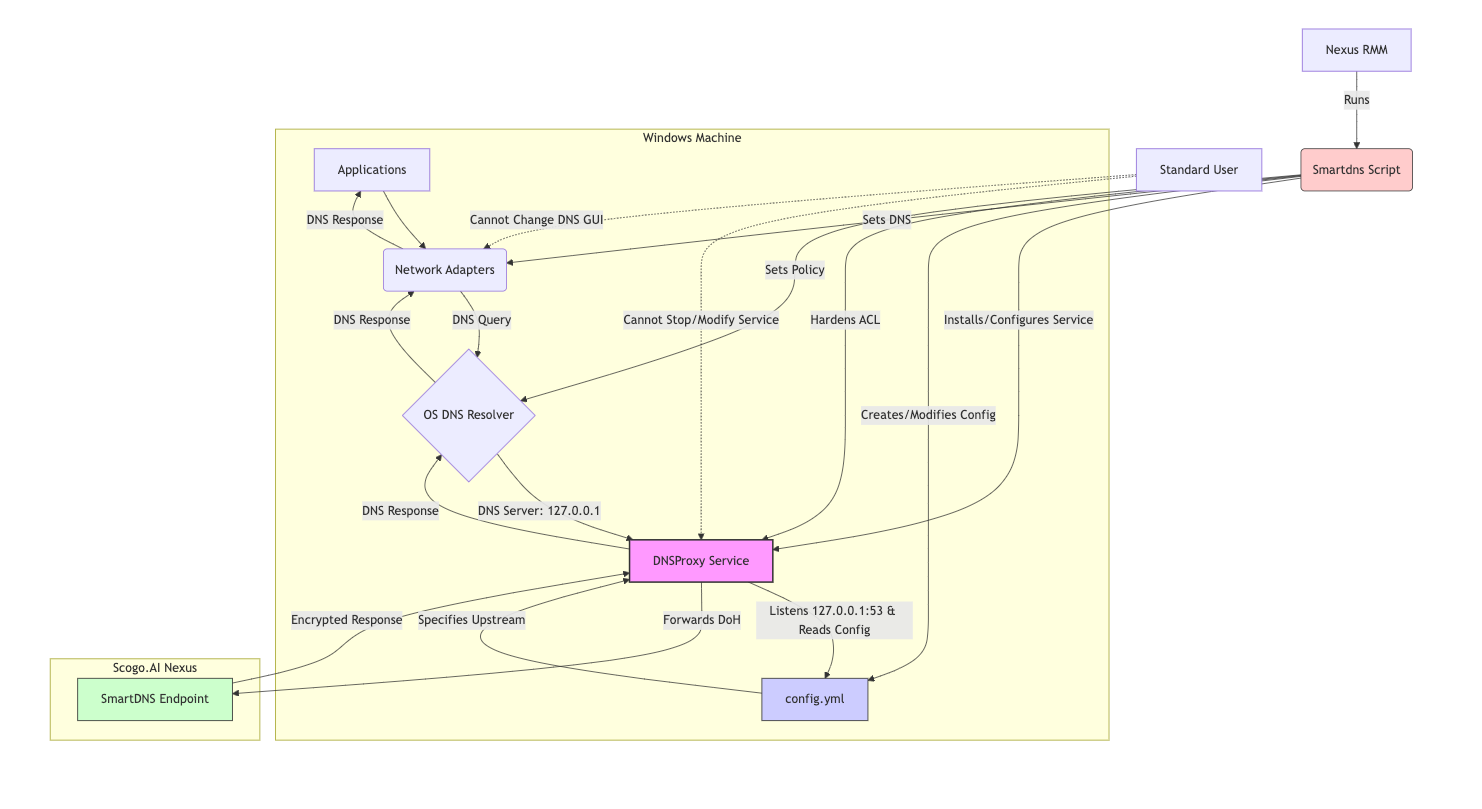 Nexus RMM
Runs
Windows Machine
Applications
Standard User
Smartdns Script
DNS Response
Cannot Change DNS GUI
Sets DNS
Network Adapters
Sets Policy
DNS Response
DNS Query
Cannot Stop/Modify Service
Hardens ACL
Installs/Configures Service
OS DNS Resolver
Creates/Modifies Config
DNS Response
DNS Server: 127.0.0.1
DNSProxy Service
Encrypted Response
Specifies Upstream
Forwards DoH
Listens 127.0.0.1:53 &
Reads Config
Scogo.AI Nexus
SmartDNS Endpoint
config.yml